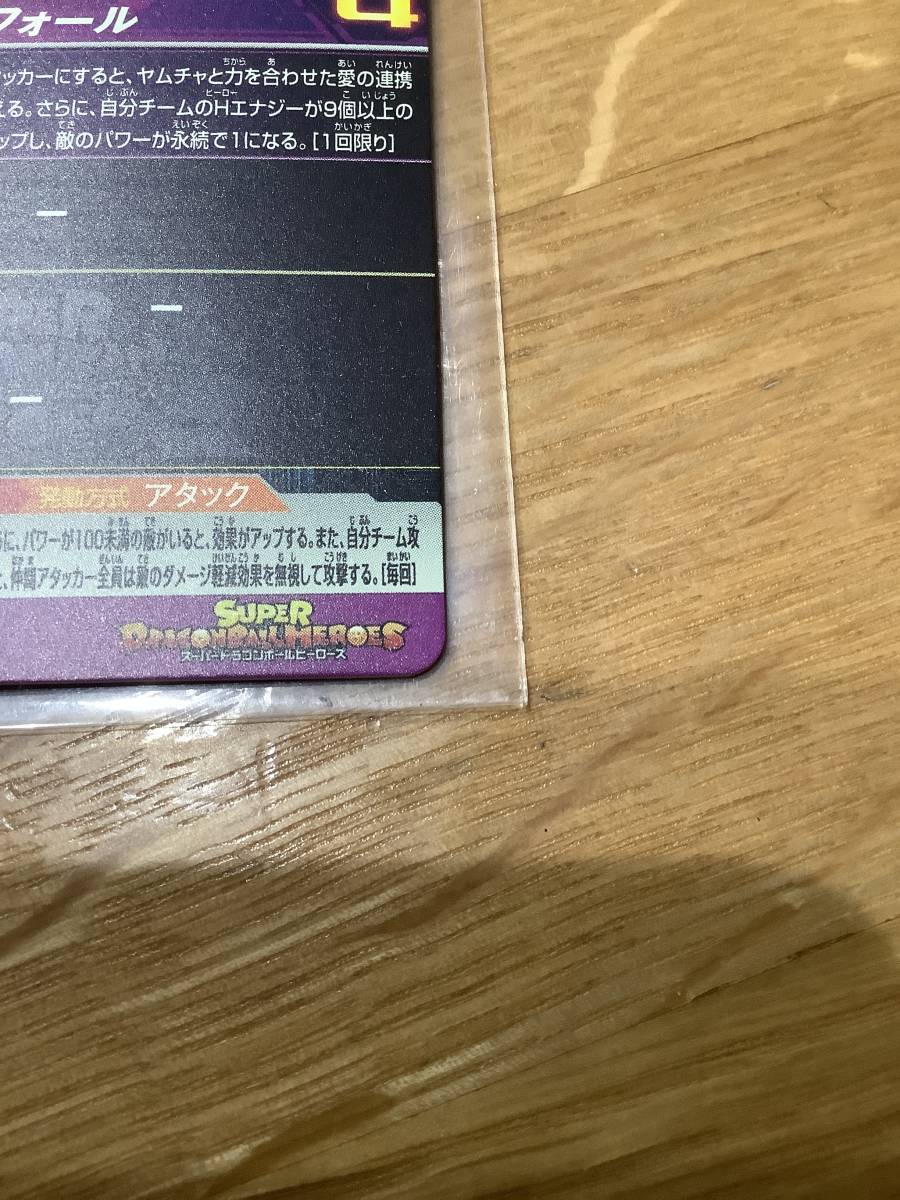 フォール
4
ッカーにすると、ヤムチャと力を合わせた愛の連携
える。さらに、自分チームのHエナジーが9個以上の
ップし、敵のパワーが永続で1になる。[1回限り]
発動方式 アタック
に、パワーが100未満の敵がいると、効果がアップする。また、自分チーム攻
と、仲間アタッカー全員は敵のダメージ軽減効果を無視して攻撃する。[毎回]
SUPER
DRAGONBALL HEROES
スーパードラゴンボールヒーローズ